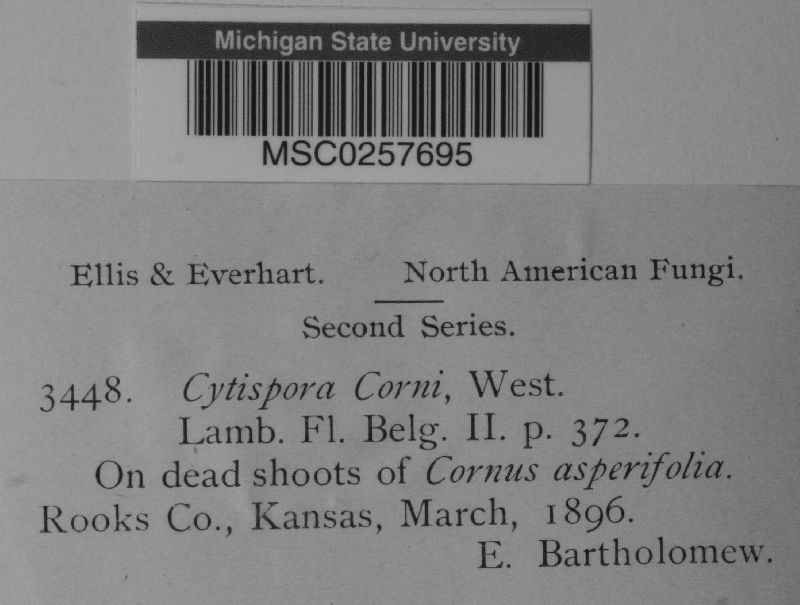 Michigan State University
MSC0257695
Ellis & Everhart. North American Fungi.
Second Series.
3448. Cytispora Corni, West.
Lamb. Fl. Belg. II. p. 372.
On dead shoots of Cornus asperifolia.
Rooks Co., Kansas, March, 1896.
E. Bartholomew.